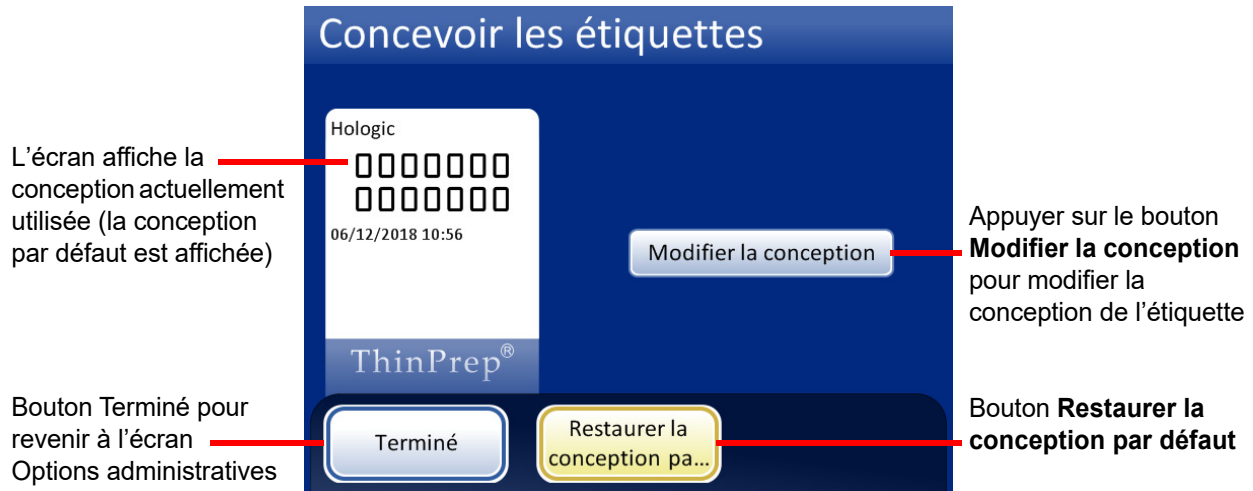 Concevoir les étiquettes
L'écran affiche la
conception actuellement
utilisée (la conception
par défaut est affichée)
Hologic
06/12/2018 10:56
ThinPrep®
Modifier la conception
Appuyer sur le bouton
Modifier la conception
pour modifier la
conception de l'étiquette
Bouton Terminé pour
revenir à l'écran
Options administratives
Terminé
Restaurer la
conception pa...
Bouton Restaurer la
conception par défaut